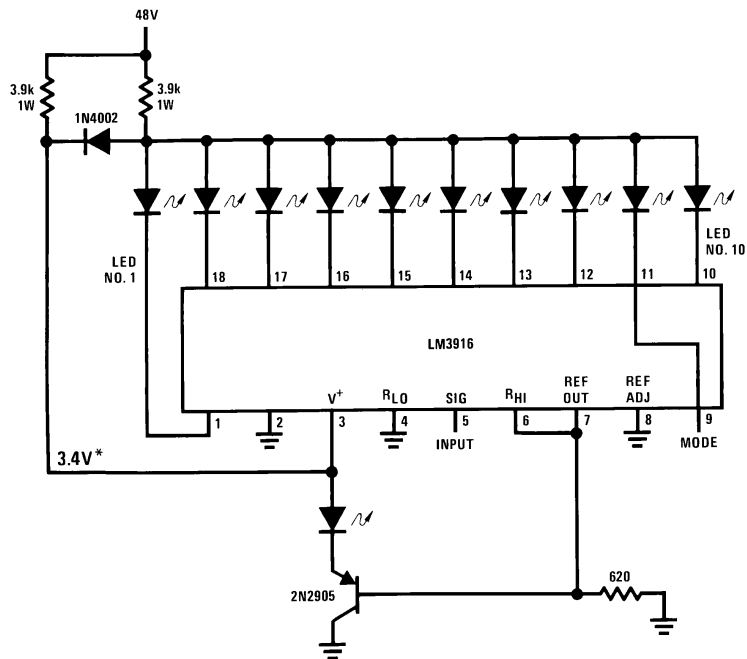 48V
3.9k
1W
3.9k
1W
1N4002
LED
NO. 1
LED
NO. 10
18
17
16
15
14
13
12
11
10
LM3916
V+
RLO
SIG
RHI
REF
OUT
REF
ADJ
1
2
3
4
5
6
7
8
9
INPUT
MODE
3.4V*
2N2905
620